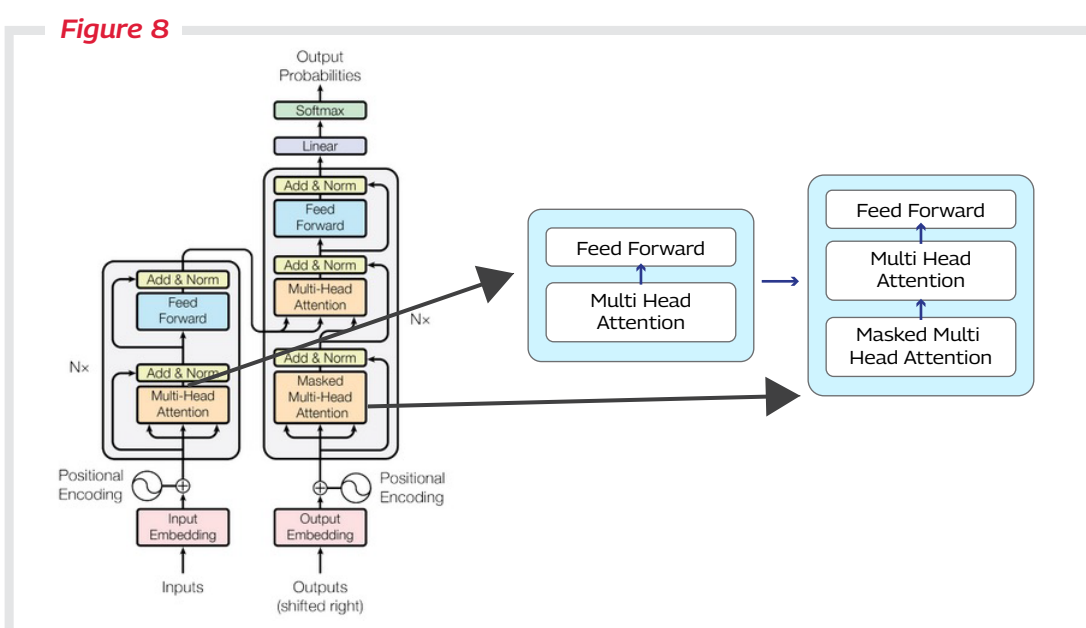 Figure 8
Output
Probabilities
Softmax
Linear
Add & Norm
Feed
Forward
Add & Norm
Multi-Head
Attention
Nx
Add & Norm
Masked
Multi-Head
Attention
Positional
Encoding
Output
Embedding
Outputs
(shifted right)
Add & Norm
Feed
Forward
Nx
Add & Norm
Multi-Head
Attention
Positional
Encoding
Input
Embedding
Inputs
Feed Forward
Multi Head
Attention
Feed Forward
Multi Head
Attention
Masked Multi
Head Attention